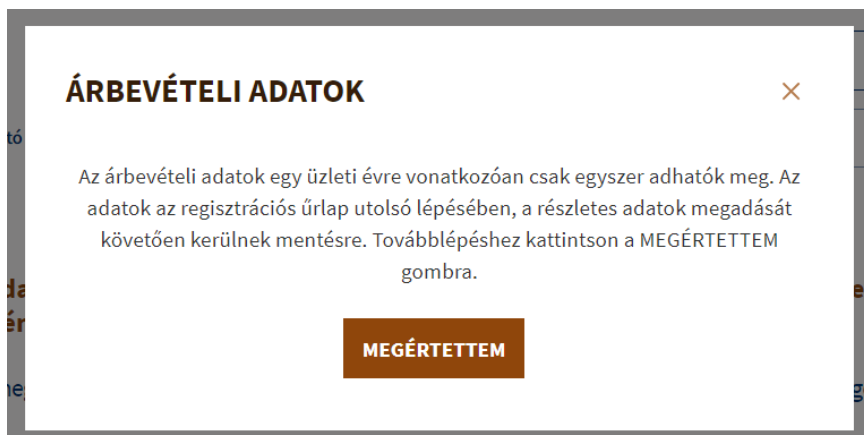 ÁRBEVÉTELI ADATOK
tó
Az árbevételi adatok egy üzleti évre vonatkozóan csak egyszer adhatók meg. Az
adatok az regisztrációs űrlap utolsó lépésében, a részletes adatok megadását
követően kerülnek mentésre. Továbblépéshez kattintson a MEGÉRTETTEM
gombra.
MEGÉRTETTEM